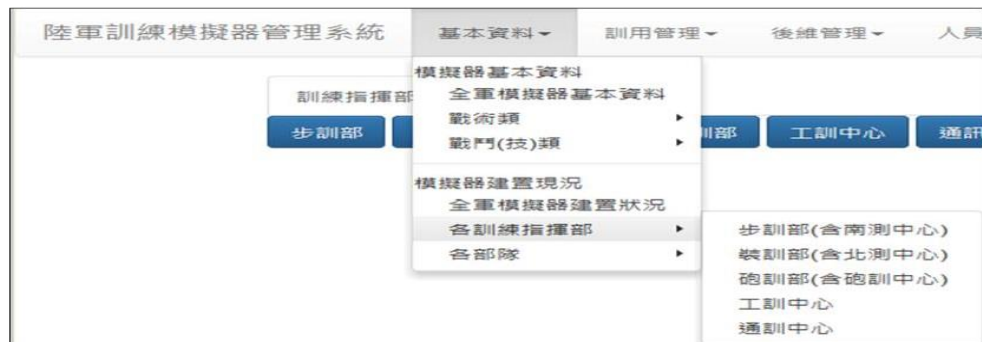 陸軍訓練模擬器管理系統 基本資料 訓用管理 後維管理 人員
模擬器基本資料
訓練指揮部
全軍模擬器基本資料
戰術類
步訓部 訓部 工訓中心 通訊
戰鬥(技)類
模擬器建置現況
全軍模擬器建置狀況
各訓練指揮部
各部隊
步訓部(含南測中心)
裝訓部(含北測中心)
砲訓部(含砲訓中心)
工訓中心
通訓中心